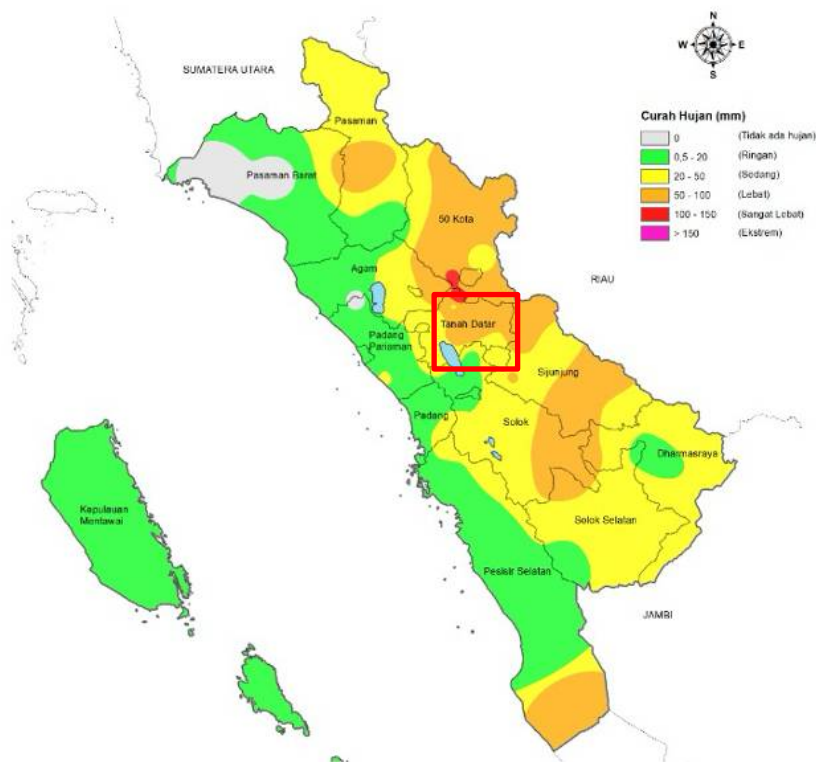 N
W E
S
SUMATERA UTARA
Curah Hujan (mm)
0 (Tidak ada hujan)
0,5 - 20 (Ringan)
20 - 50 (Sedang)
50 - 100 (Lebat)
100 - 150 (Sangat Lebat)
> 150 (Ekstrem)
Pasaman
Pasaman Barat
50 Kota
Agam
RIAU
Tanah Datar
Padang
Pariaman
Sijunjung
Padang
Solok
Dharmasraya
Kepulauan
Mentawai
Solok Selatan
Pesisir Selatan
JAMBI